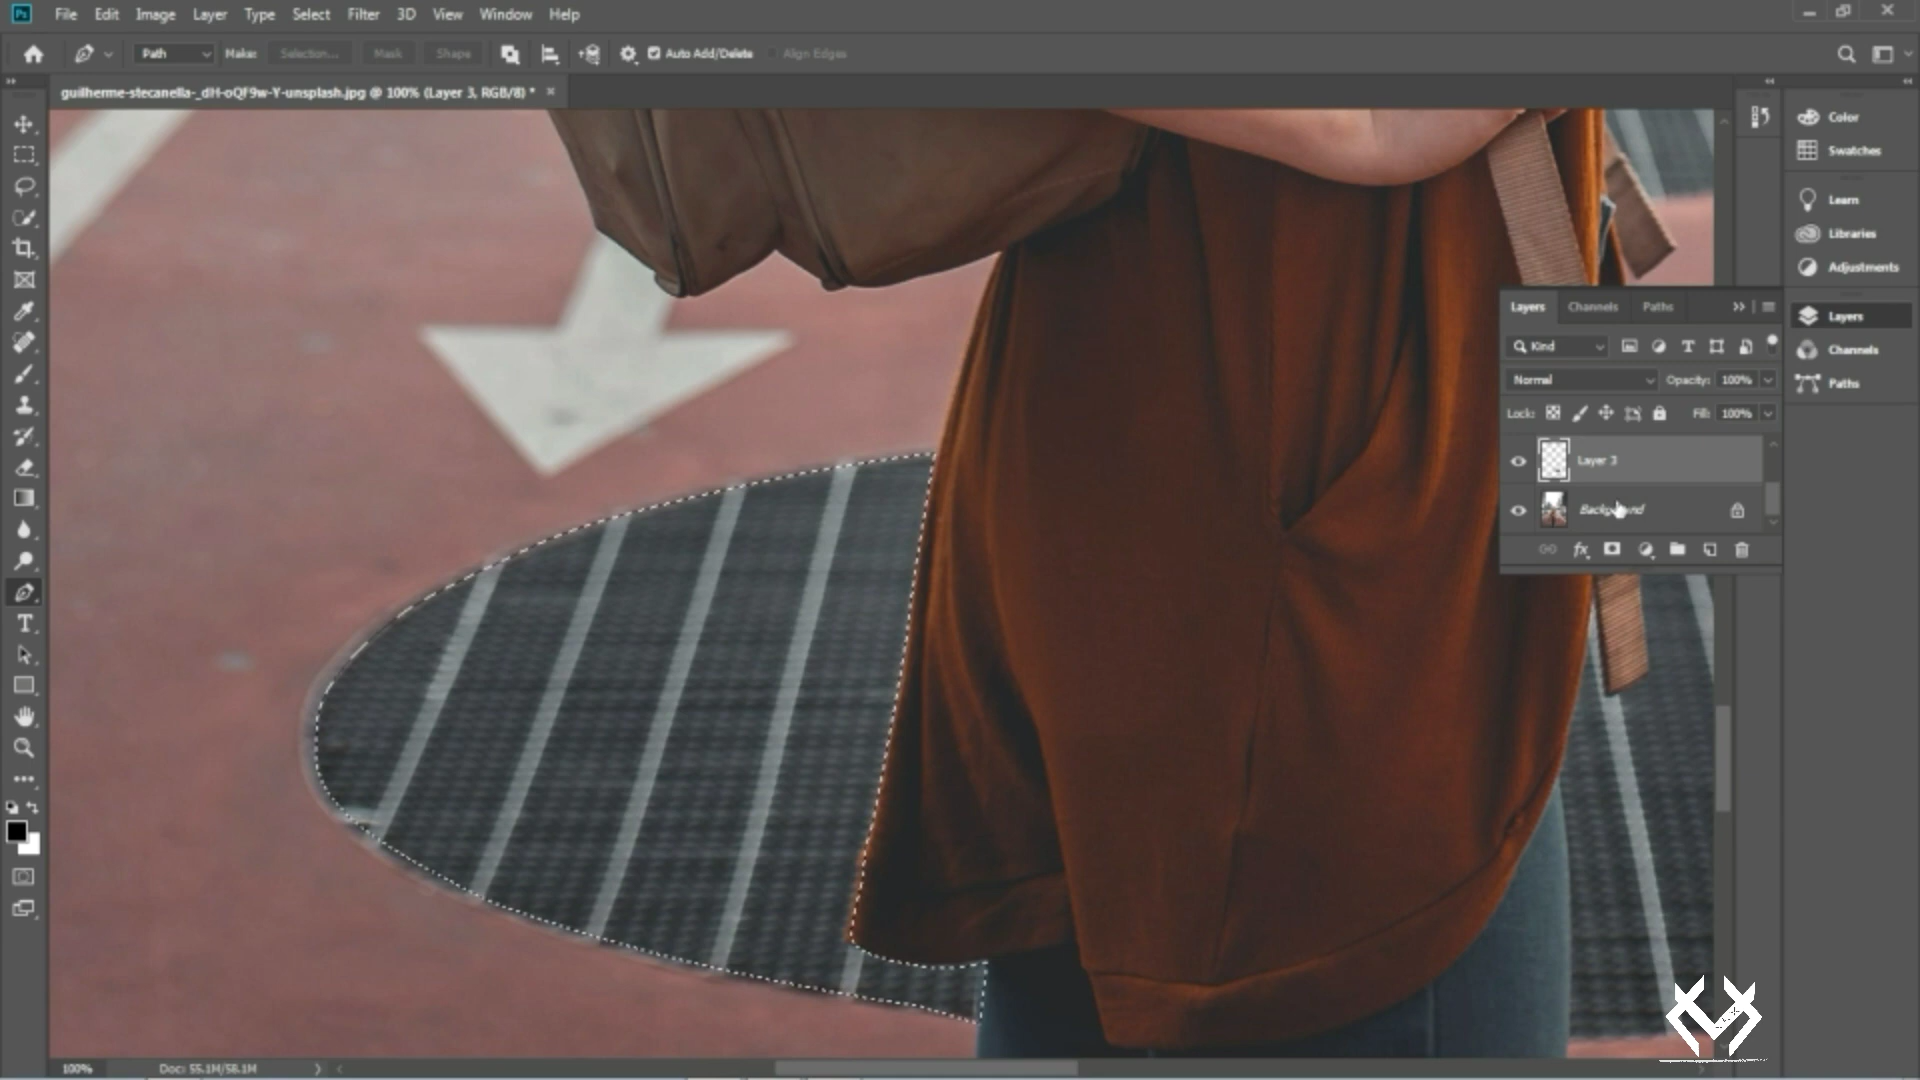 Ps File Edit Image Layer Type Select Filter 3D View Window Help
Path Make: Selection... Mask Shape Auto Add/Delete Align Edges
guilherme-stecanella-_dH-oQF9w-Y-unsplash.jpg @ 100% (Layer 3, RGB/8) *
Color
Swatches
Learn
Libraries
Adjustments
Layers
Channels
Paths
Layers Channels Paths
Kind
Normal Opacity: 100%
Lock: Fill: 100%
Layer 3
Background
100% Doc: 55.1M/58.1M